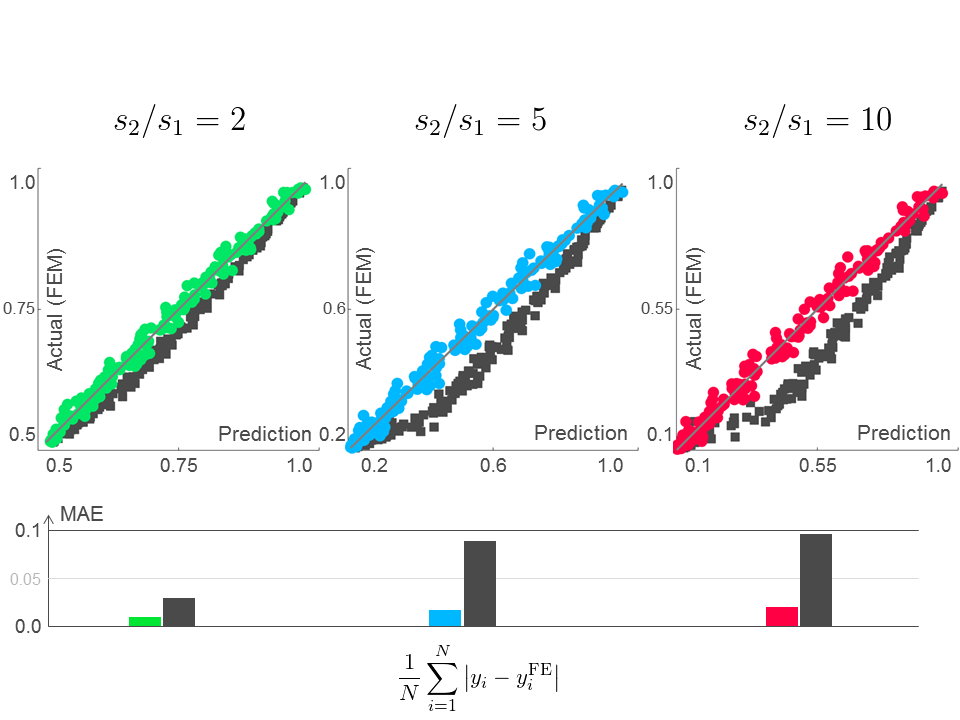 s₂/s₁ = 2
s₂/s₁ = 5
s₂/s₁ = 10
1.0
0.75
0.5
Actual (FEM)
Prediction
0.5 0.75 1.0
1.0
0.6
0.2
Actual (FEM)
Prediction
0.2 0.6 1.0
1.0
0.55
0.1
Actual (FEM)
Prediction
0.1 0.55 1.0
MAE
0.1
0.05
0.0
\frac{1}{N} \sum_{i=1}^{N} |y_i - y_i^{FE}|